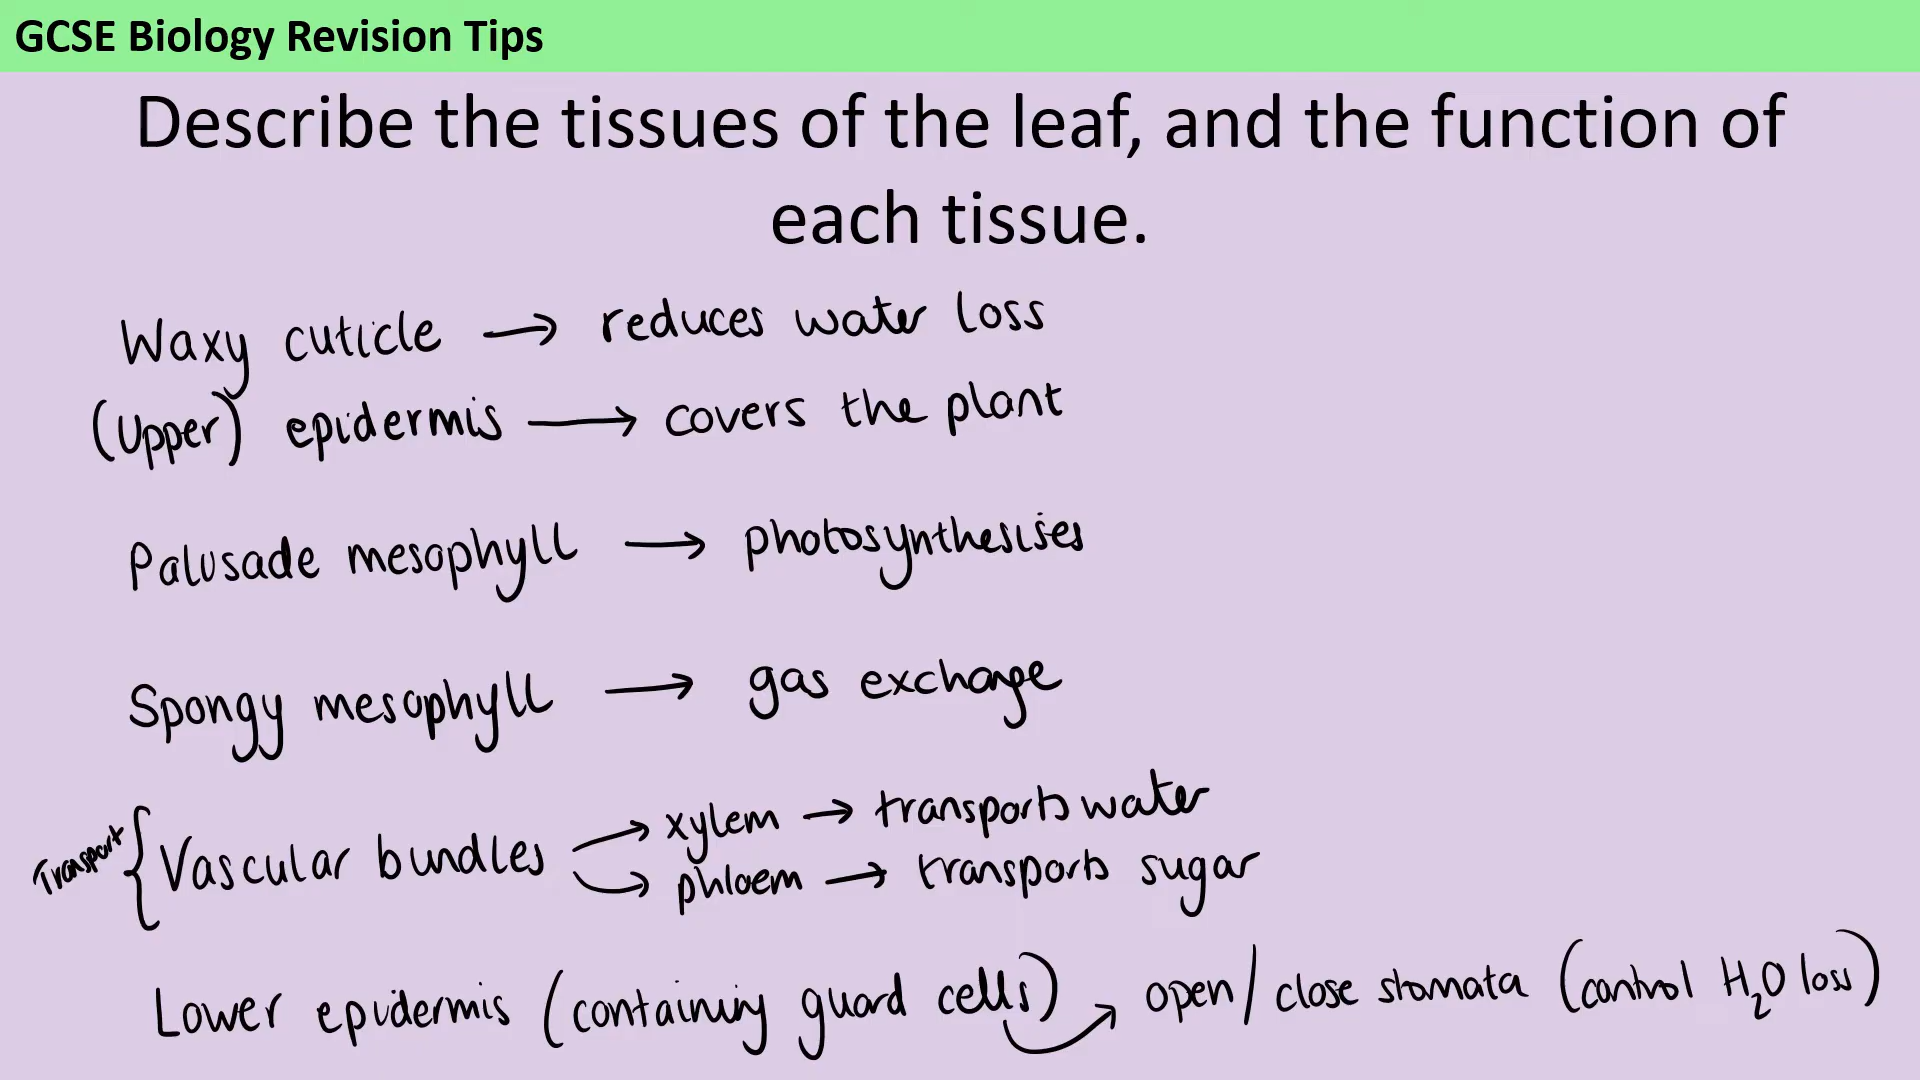 GCSE Biology Revision Tips
Describe the tissues of the leaf, and the function of
each tissue.
Waxy cuticle → reduces water loss
(Upper) epidermis → covers the plant
Palisade mesophyll → photosynthesises
Spongy mesophyll → gas exchange
Transport { Vascular bundles → xylem → transports water
→ phloem → transports sugar
Lower epidermis (containing guard cells) → open/close stomata (control H₂O loss)